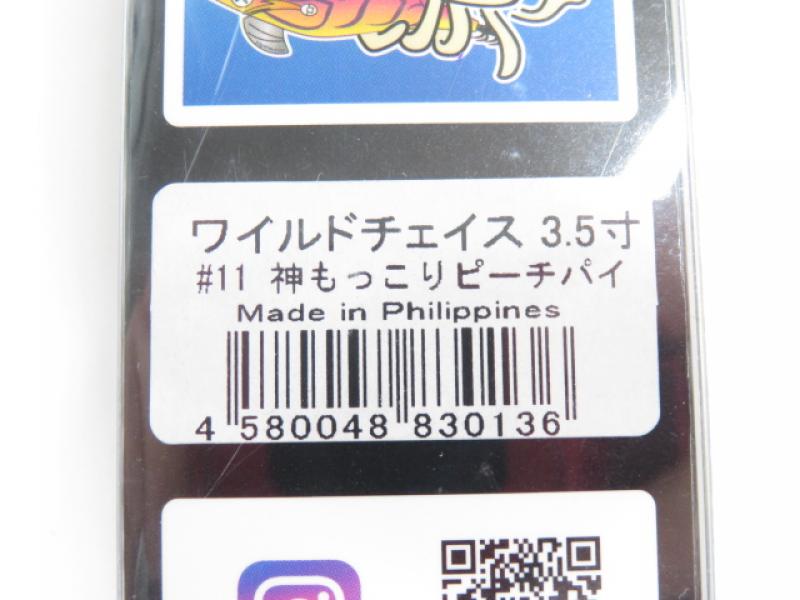 ワイルドチェイス 3.5寸
#11 神もっこりピーチパイ
Made in Philippines
4 580048 830136